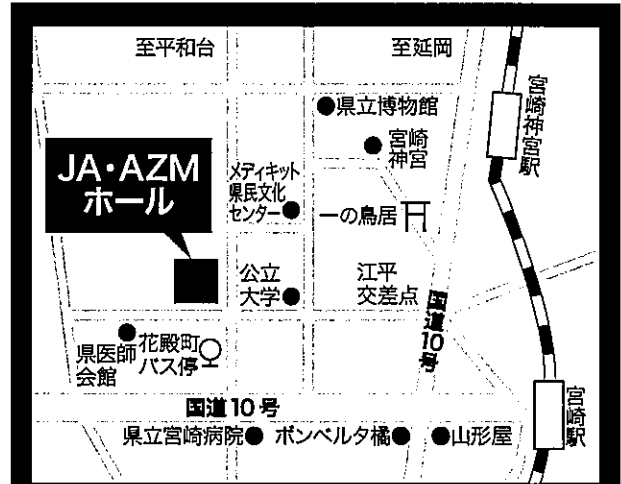 至平和台
至延岡
県立博物館
宮崎
神宮
宮崎神宮駅
JA・AZM
ホール
メディキット
県民文化
センター
一の鳥居
公立
大学
江平
交差点
国道10号
県医師
会館
花殿町
バス停
国道10号
宮崎駅
県立宮崎病院
ボンベルタ橘
山形屋